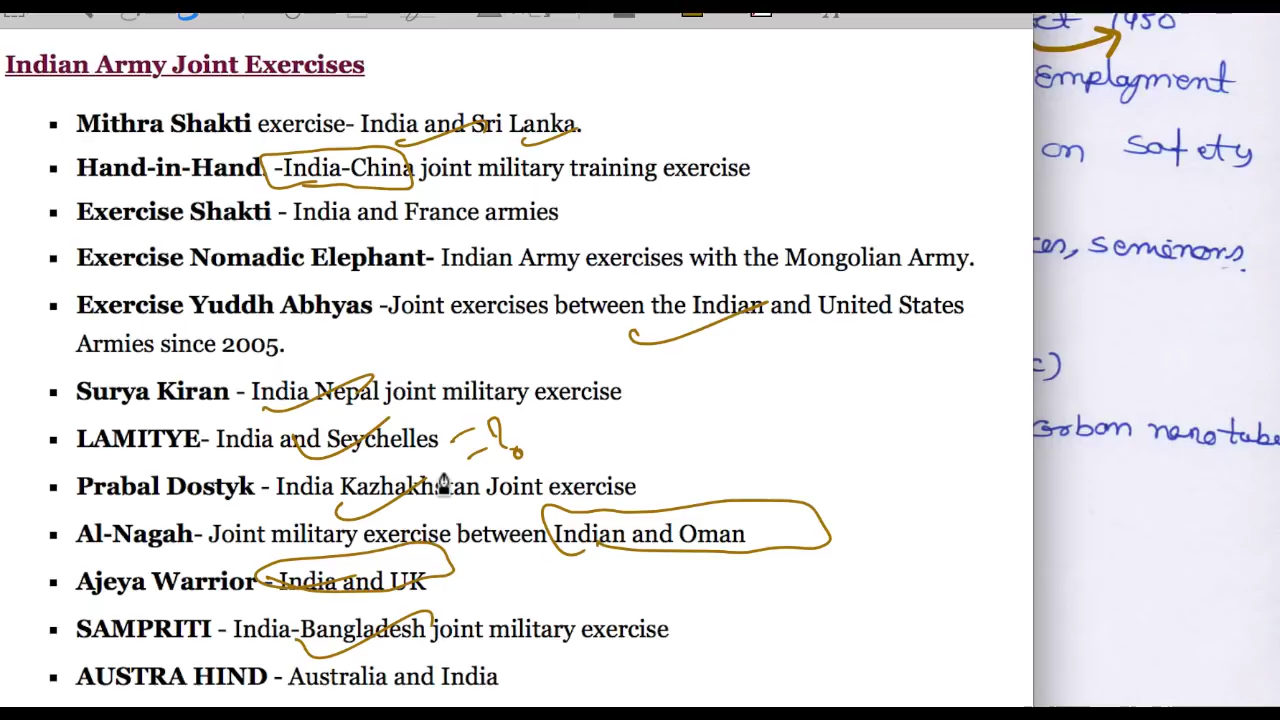 Indian Army Joint Exercises
▪ Mithra Shakti exercise- India and Sri Lanka.
▪ Hand-in-Hand -India-China joint military training exercise
▪ Exercise Shakti - India and France armies
▪ Exercise Nomadic Elephant- Indian Army exercises with the Mongolian Army.
▪ Exercise Yuddh Abhyas -Joint exercises between the Indian and United States
Armies since 2005.
▪ Surya Kiran - India Nepal joint military exercise
▪ LAMITYE- India and Seychelles
▪ Prabal Dostyk - India Kazhakhstan Joint exercise
▪ Al-Nagah- Joint military exercise between Indian and Oman
▪ Ajeya Warrior - India and UK
▪ SAMPRITI - India-Bangladesh joint military exercise
▪ AUSTRA HIND - Australia and India
1950
Employment
on safety
seminars
c)
nanotube